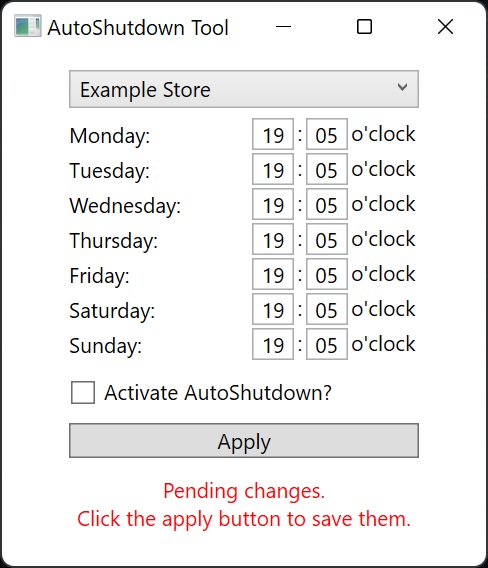 AutoShutdown Tool
Example Store
Monday: 19 : 05 o'clock
Tuesday: 19 : 05 o'clock
Wednesday: 19 : 05 o'clock
Thursday: 19 : 05 o'clock
Friday: 19 : 05 o'clock
Saturday: 19 : 05 o'clock
Sunday: 19 : 05 o'clock
Activate AutoShutdown?
Apply
Pending changes.
Click the apply button to save them.